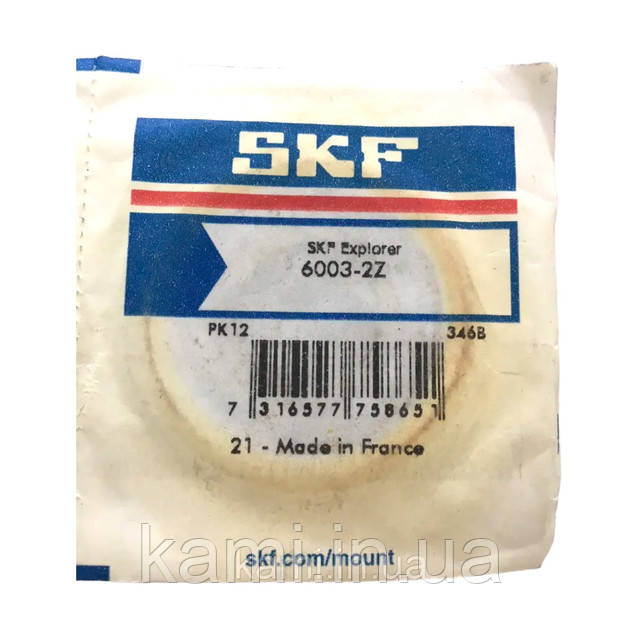 SKF
SKF Explorer
6003-2Z
PK12 346B
7 316577 758651
21 - Made in France
skf.com/mount
kami.in.ua